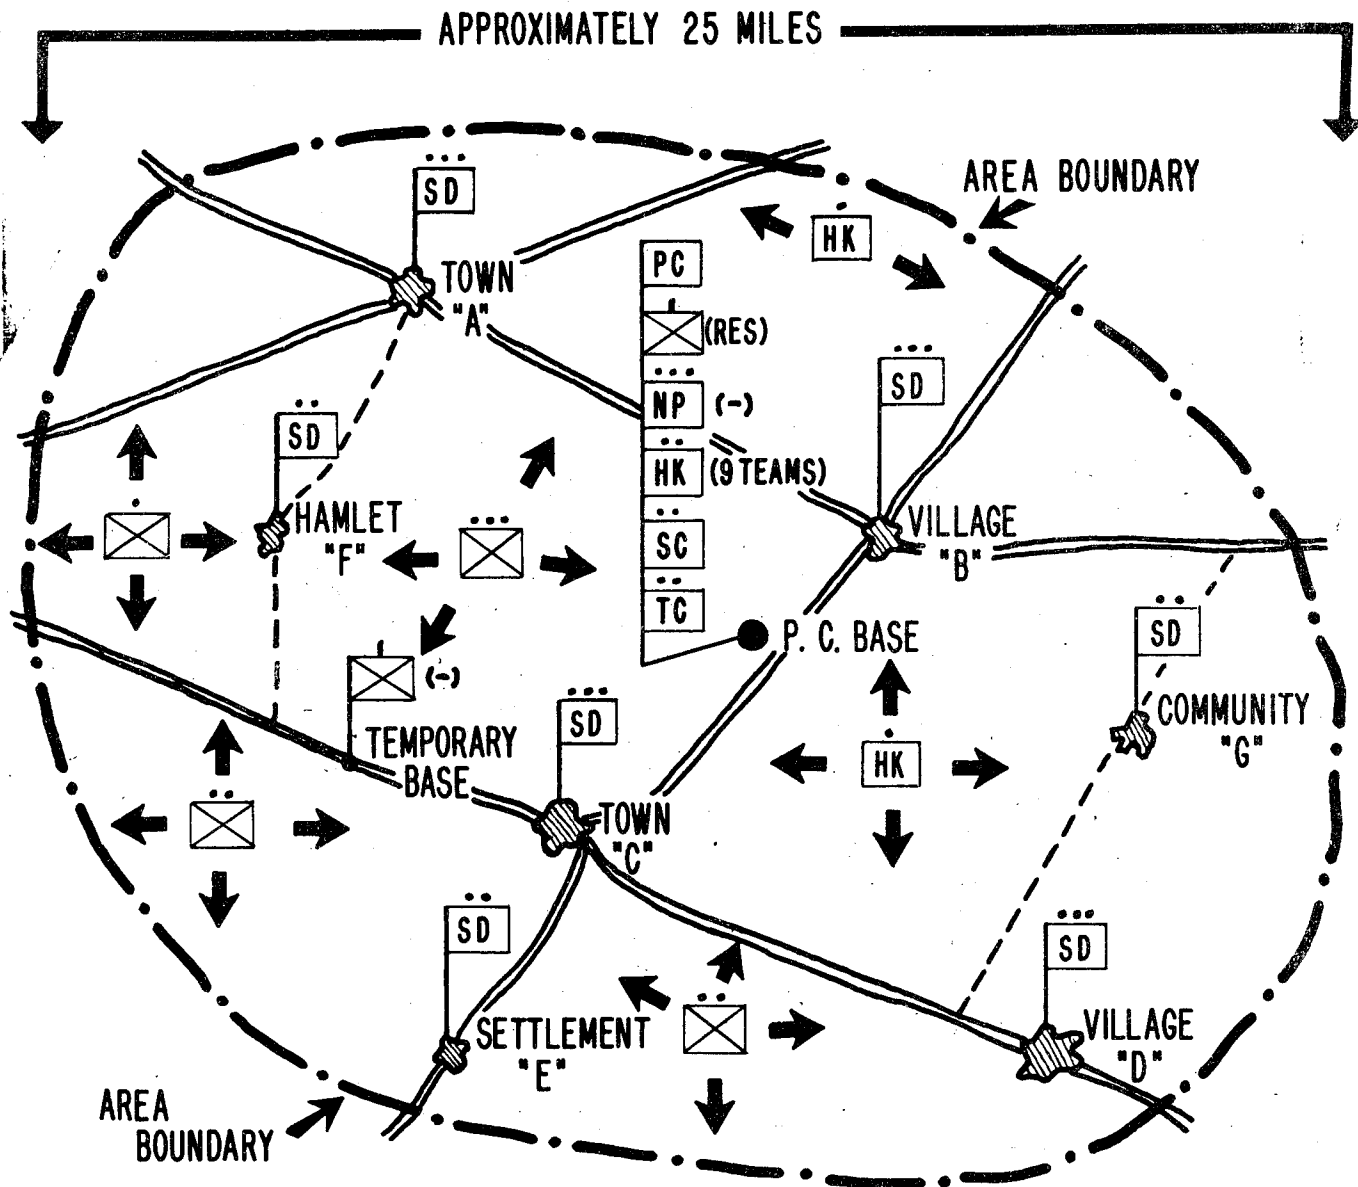 APPROXIMATELY 25 MILES
AREA BOUNDARY
SD
HK
TOWN
"A"
PC
(RES)
NP (-)
HK (9 TEAMS)
SC
TC
SD
SD
HAMLET
"F"
VILLAGE
"B"
P. C. BASE
SD
COMMUNITY
"G"
(-)
TEMPORARY
BASE
SD
HK
TOWN
"C"
SD
SETTLEMENT
"E"
SD
VILLAGE
"D"
AREA
BOUNDARY